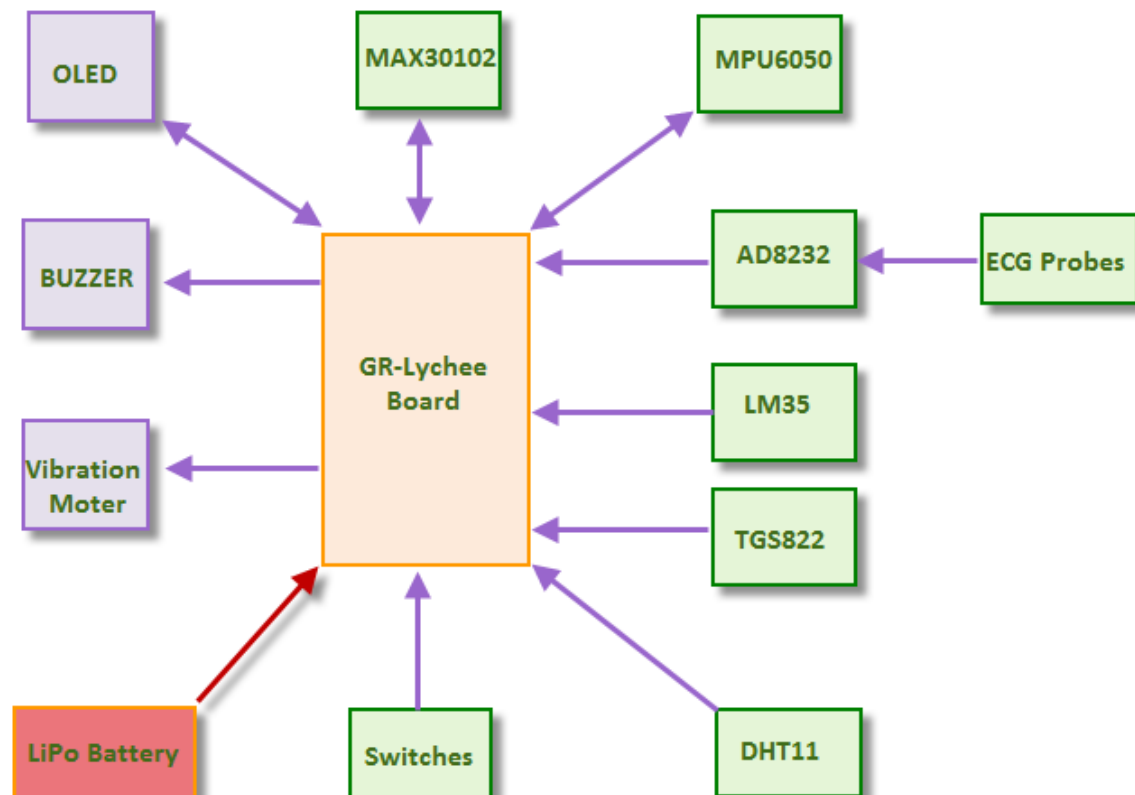 OLED
MAX30102
MPU6050
BUZZER
AD8232
ECG Probes
GR-Lychee
Board
LM35
Vibration
Moter
TGS822
LiPo Battery
Switches
DHT11